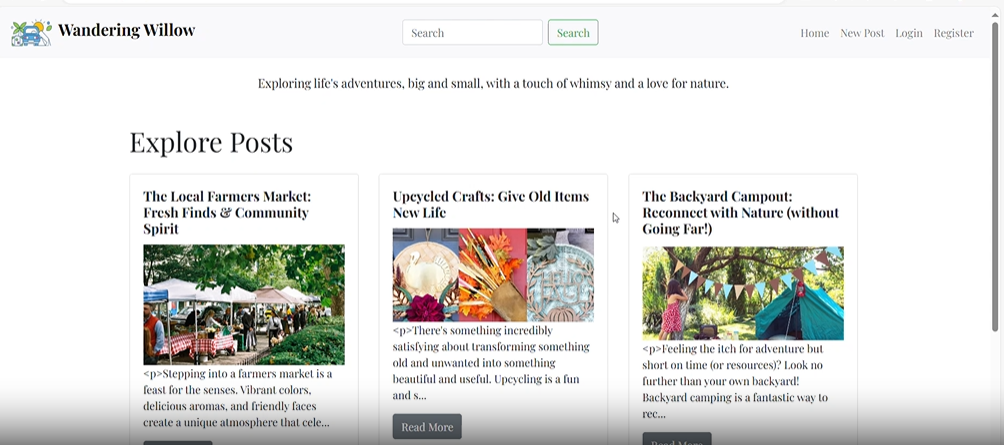 Wandering Willow
Search
Search
Home
New Post
Login
Register
Exploring life's adventures, big and small, with a touch of whimsy and a love for nature.
Explore Posts
The Local Farmers Market:
Fresh Finds & Community
Spirit
<p>Stepping into a farmers market is a
feast for the senses. Vibrant colors,
delicious aromas, and friendly faces
create a unique atmosphere that cele...
Upcycled Crafts: Give Old Items
New Life
<p>There's something incredibly
satisfying about transforming something
old and unwanted into something
beautiful and useful. Upcycling is a fun
and s...
Read More
The Backyard Campout:
Reconnect with Nature (without
Going Far!)
<p>Feeling the itch for adventure but
short on time (or resources)? Look no
further than your own backyard!
Backyard camping is a fantastic way to
rec...
Read More